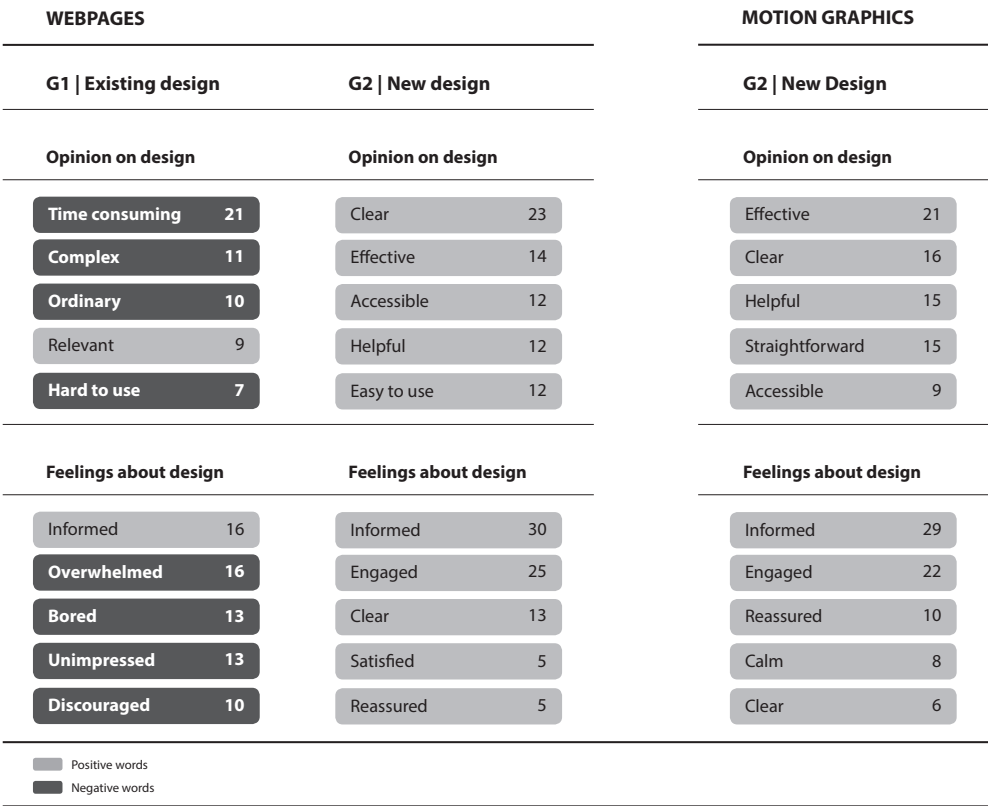 WEBPAGES MOTION GRAPHICS
G1 | Existing design G2 | New design G2 | New Design
Opinion on design Opinion on design Opinion on design
Time consuming 21 Clear 23 Effective 21
Complex 11 Effective 14 Clear 16
Ordinary 10 Accessible 12 Helpful 15
Relevant 9 Helpful 12 Straightforward 15
Hard to use 7 Easy to use 12 Accessible 9
Feelings about design Feelings about design Feelings about design
Informed 16 Informed 30 Informed 29
Overwhelmed 16 Engaged 25 Engaged 22
Bored 13 Clear 13 Reassured 10
Unimpressed 13 Satisfied 5 Calm 8
Discouraged 10 Reassured 5 Clear 6
Positive words
Negative words